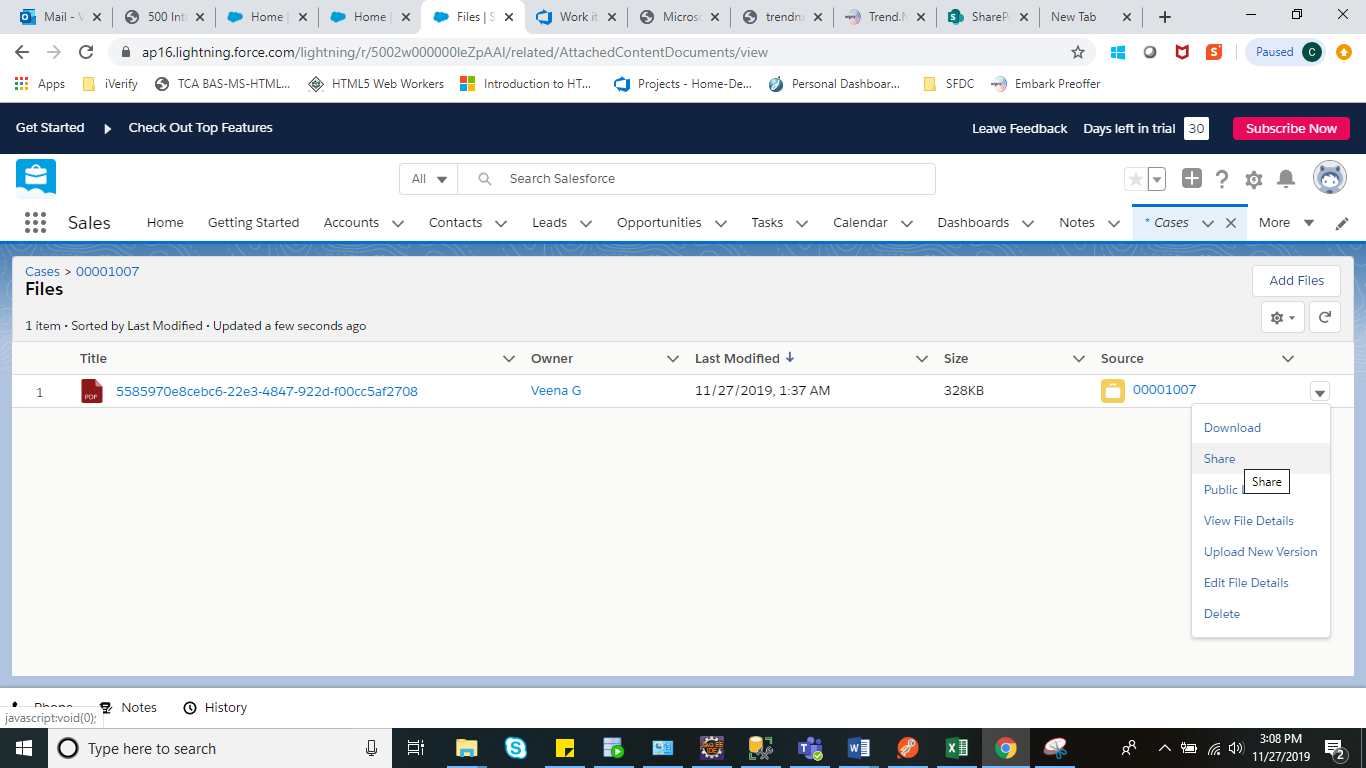 Mail - V
500 Int
Home |
Home |
Files | S
Work it
Microso
trendnx
Trend.N
SharePr
New Tab
ap16.lightning.force.com/lightning/r/5002w000000IeZpAAI/related/AttachedContentDocuments/view
Paused C
Apps iVerify TCA BAS-MS-HTML... HTML5 Web Workers Introduction to HT... Projects - Home-De... Personal Dashboar... SFDC Embark Preoffer
Get Started Check Out Top Features Leave Feedback Days left in trial 30 Subscribe Now
All Search Salesforce
Sales Home Getting Started Accounts Contacts Leads Opportunities Tasks Calendar Dashboards Notes * Cases More
Cases > 00001007
Files
Add Files
1 item • Sorted by Last Modified • Updated a few seconds ago
Title Owner Last Modified Size Source
1 PDF 5585970e8cebc6-22e3-4847-922d-f00cc5af2708 Veena G 11/27/2019, 1:37 AM 328KB 00001007
Download
Share
Share
Public
View File Details
Upload New Version
Edit File Details
Delete
Phone Notes History
javascript:void(0);
Type here to search
3:08 PM
11/27/2019
2